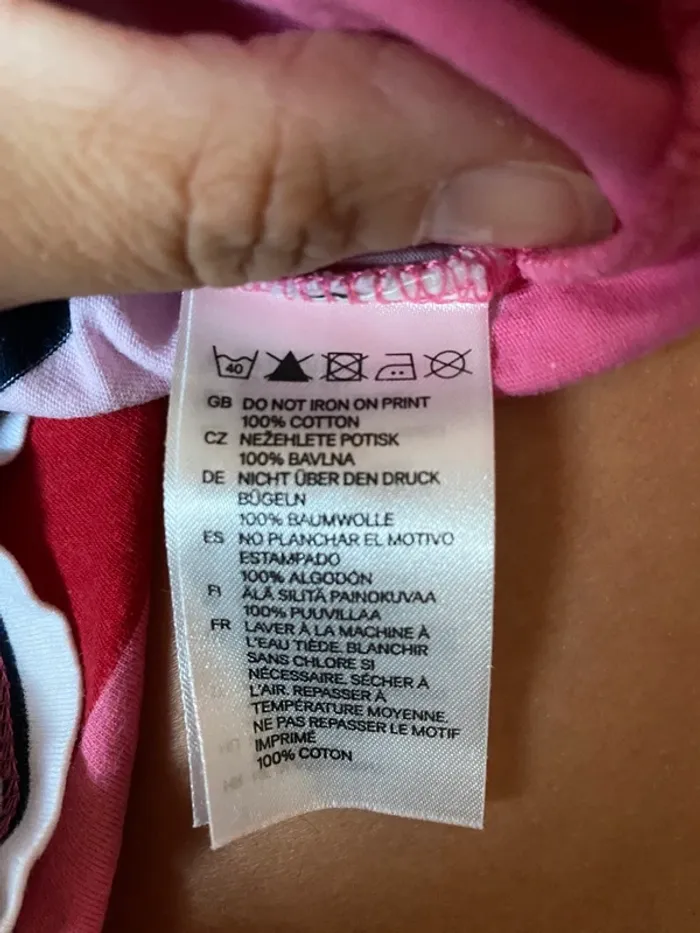 40
GB DO NOT IRON ON PRINT
100% COTTON
CZ NEŽEHLETE POTISK
100% BAVLNA
DE NICHT ÜBER DEN DRUCK
BÜGELN
100% BAUMWOLLE
ES NO PLANCHAR EL MOTIVO
ESTAMPADO
100% ALGODÓN
FI ÄLÄ SILITÄ PAINOKUVAA
100% PUUVILLAA
FR LAVER À LA MACHINE À
L'EAU TIÈDE. BLANCHIR
SANS CHLORE SI
NÉCESSAIRE. SÉCHER À
L'AIR. REPASSER À
TEMPÉRATURE MOYENNE.
NE PAS REPASSER LE MOTIF
IMPRIMÉ
100% COTON